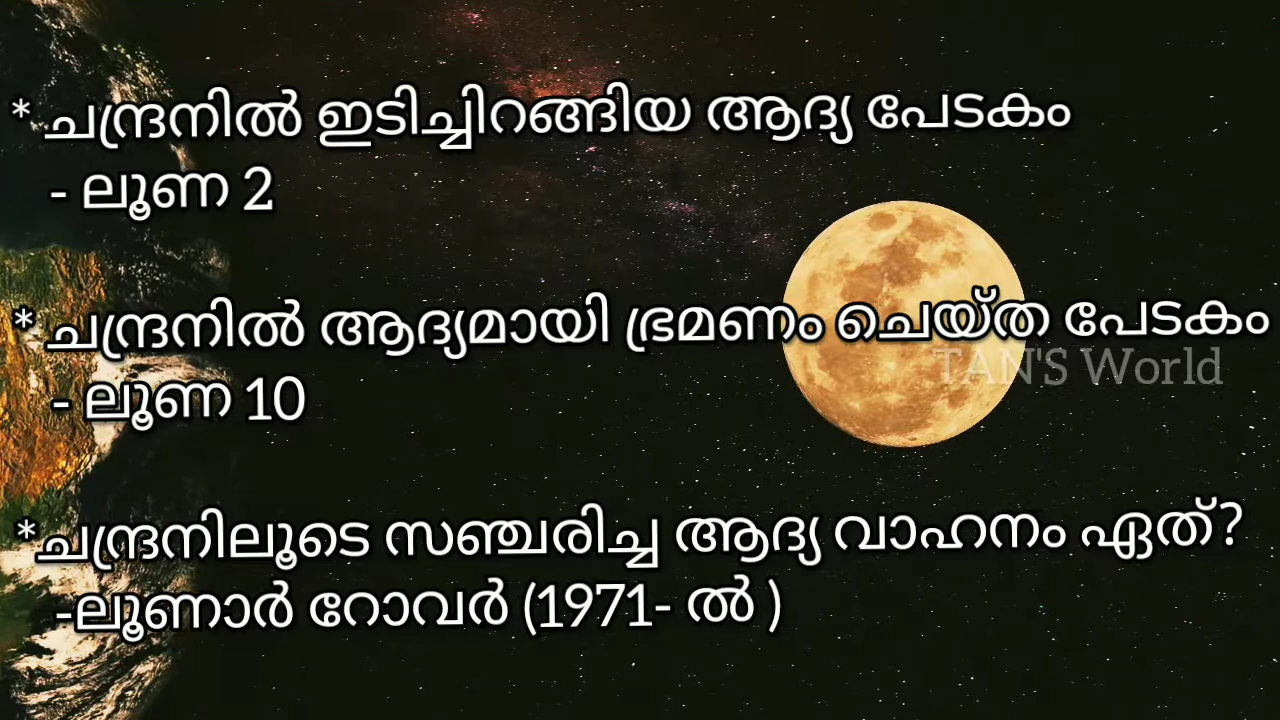 * ചന്ദ്രനിൽ ഇടിച്ചിറങ്ങിയ ആദ്യ പേടകം
- ലൂണ 2
* ചന്ദ്രനിൽ ആദ്യമായി ഭ്രമണം ചെയ്ത പേടകം
TAN'S World
- ലൂണ 10
*ചന്ദ്രനിലൂടെ സഞ്ചരിച്ച ആദ്യ വാഹനം ഏത്?
-ലൂണാർ റോവർ (1971- ൽ )